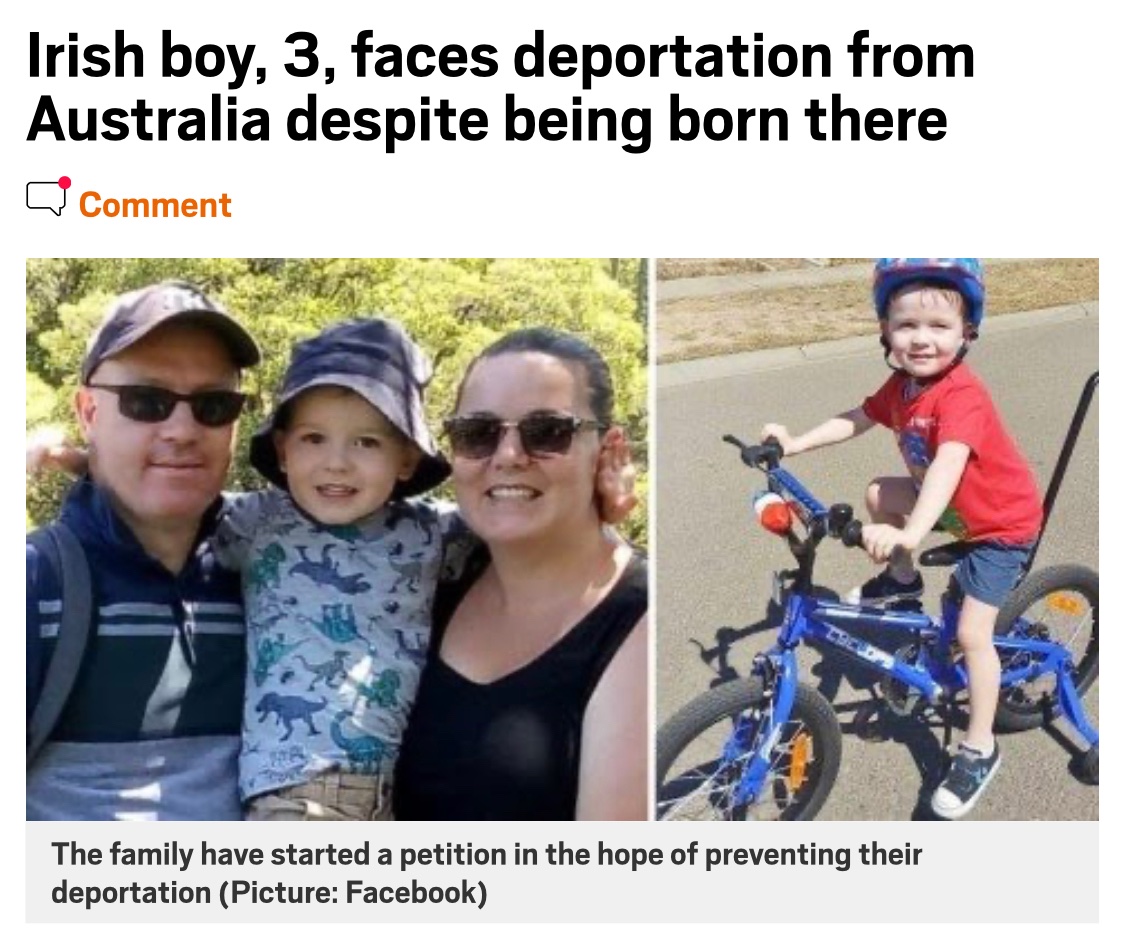 Irish boy, 3, faces deportation from
Australia despite being born there
Comment
The family have started a petition in the hope of preventing their
deportation (Picture: Facebook)